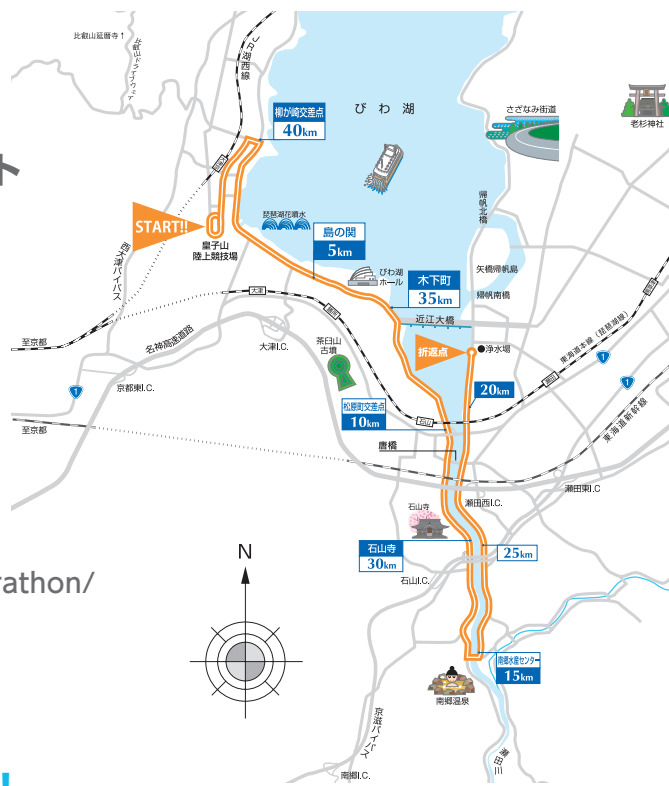 比叡山延暦寺↑
比叡山ドライブウェイ
JR湖西線
柳が崎交差点
40km
びわ湖
さざなみ街道
老杉神社
ト
START!!
皇子山
陸上競技場
琵琶湖花噴水
島の関
5km
帰帆北橋
矢橋帰帆島
帰帆南橋
びわ湖
ホール
木下町
35km
近江大橋
西大津バイパス
大津
名神高速道路
至京都
大津I.C.
茶臼山
古墳
折返点
●浄水場
東海道本線(琵琶湖線)
1
1
1
京都東I.C.
20km
松原町交差点
10km
石山
東海道新幹線
至京都
唐橋
瀬田東I.C
瀬田西I.C.
石山寺
石山寺
30km
25km
石山I.C.
N
rathon/
南郷水産センター
15km
南郷温泉
京滋バイパス
瀬田川
南郷I.C.